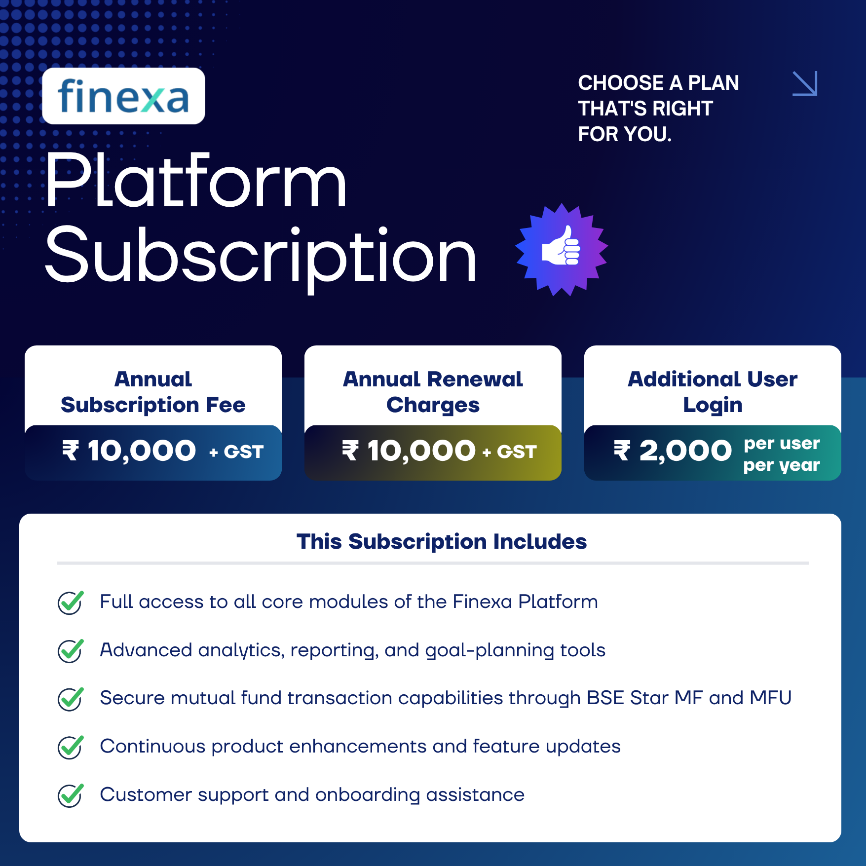 finexa
CHOOSE A PLAN
THAT'S RIGHT
FOR YOU.
Platform
Subscription
Annual
Subscription Fee
₹ 10,000 + GST
Annual Renewal
Charges
₹ 10,000 + GST
Additional User
Login
₹ 2,000 per user
per year
This Subscription Includes
Full access to all core modules of the Finexa Platform
Advanced analytics, reporting, and goal-planning tools
Secure mutual fund transaction capabilities through BSE Star MF and MFU
Continuous product enhancements and feature updates
Customer support and onboarding assistance